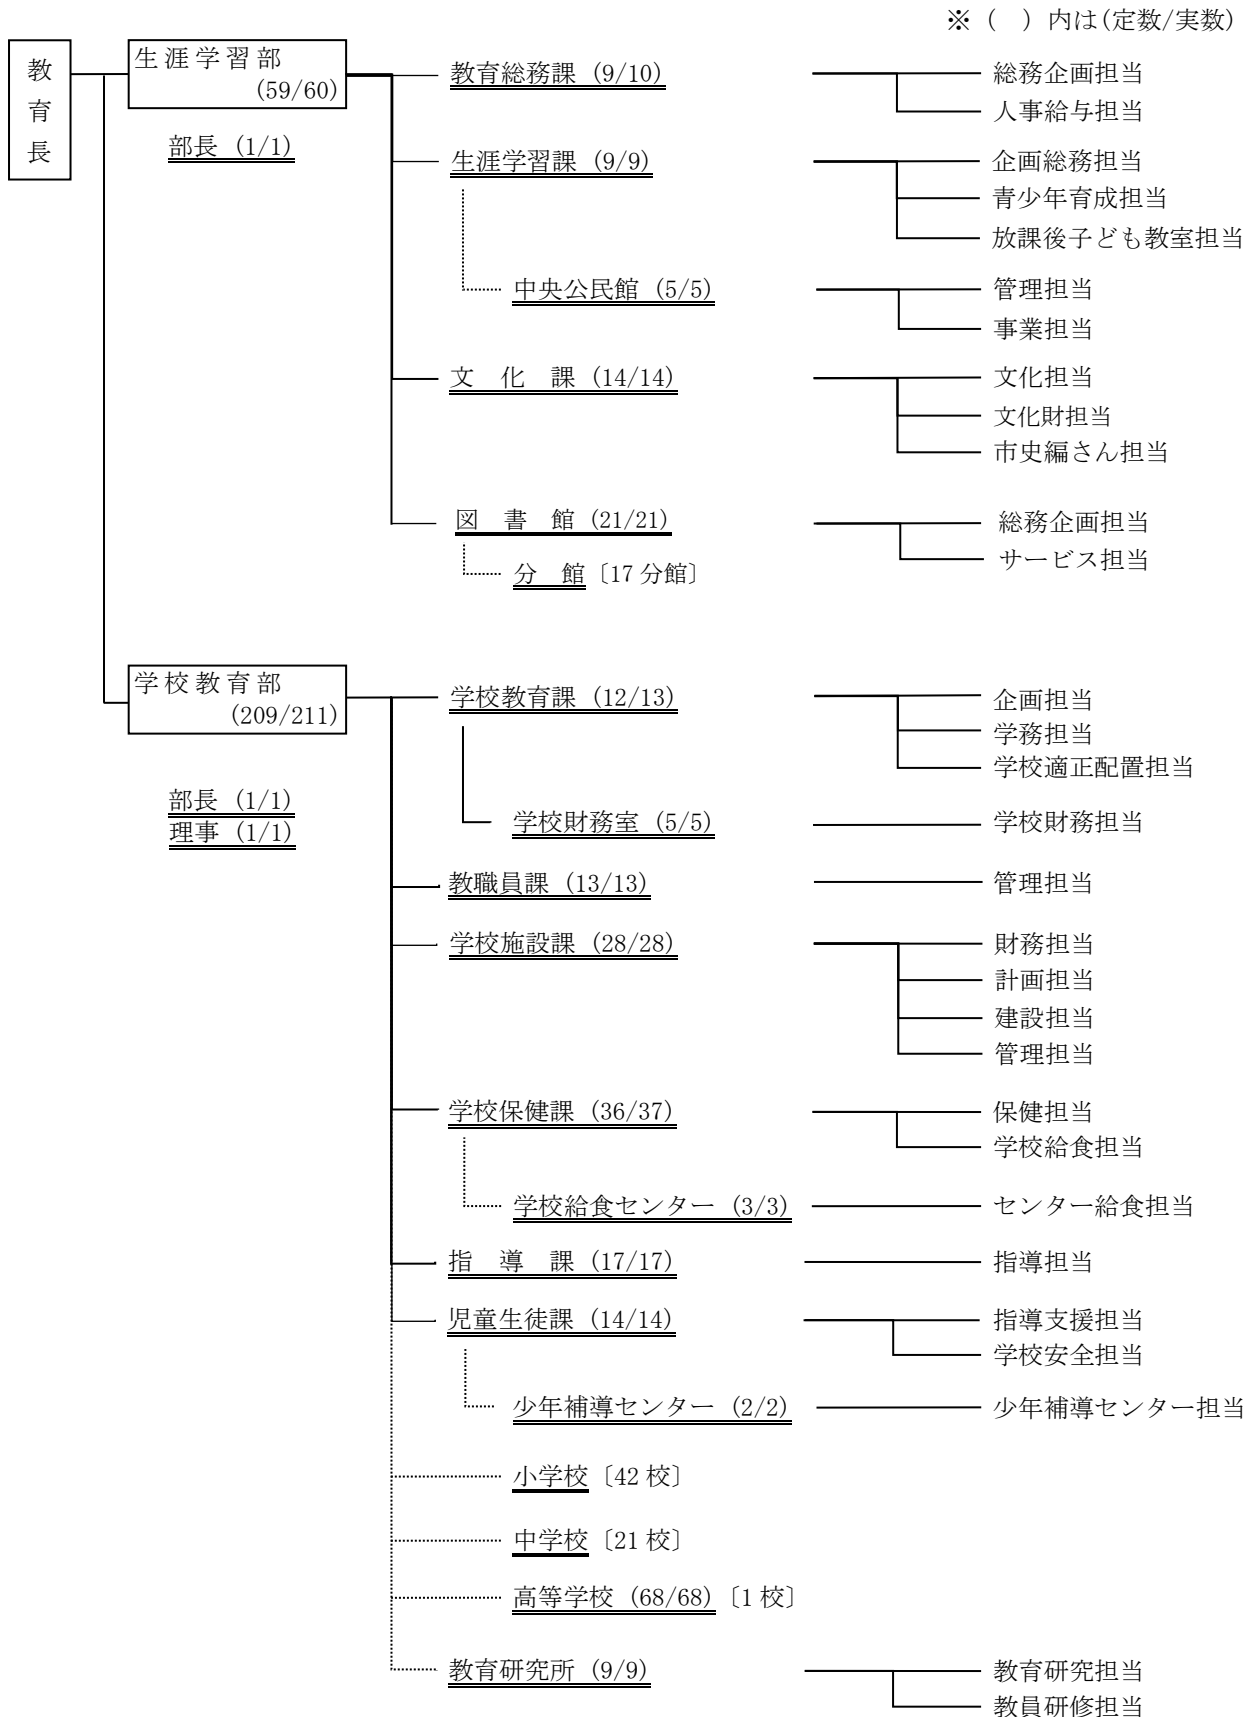 ※（　）内は(定数/実数)
教育長
生涯学習部
(59/60)
部長（1/1）
教育総務課（9/10）
総務企画担当
人事給与担当
生涯学習課（9/9）
企画総務担当
青少年育成担当
放課後子ども教室担当
中央公民館（5/5）
管理担当
事業担当
文　化　課（14/14）
文化担当
文化財担当
市史編さん担当
図　書　館（21/21）
総務企画担当
サービス担当
分　館〔17 分館〕
学校教育部
(209/211)
部長（1/1）
理事（1/1）
学校教育課（12/13）
企画担当
学務担当
学校適正配置担当
学校財務室（5/5）
学校財務担当
教職員課（13/13）
管理担当
学校施設課（28/28）
財務担当
計画担当
建設担当
管理担当
学校保健課（36/37）
保健担当
学校給食担当
学校給食センター（3/3）
センター給食担当
指　導　課（17/17）
指導担当
児童生徒課（14/14）
指導支援担当
学校安全担当
少年補導センター（2/2）
少年補導センター担当
小学校〔42 校〕
中学校〔21 校〕
高等学校（68/68）〔1 校〕
教育研究所（9/9）
教育研究担当
教員研修担当